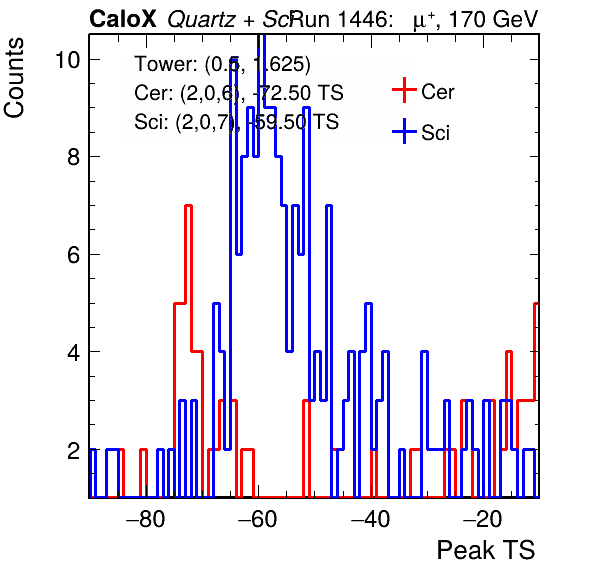 CaloX Quartz + Sci Run 1446: μ⁺, 170 GeV
Counts
Tower: (0.5, 1.625)
Cer: (2,0,6), -72.50 TS
Sci: (2,0,7), -59.50 TS
Cer
Sci
10
8
6
4
2
−80 −60 −40 −20
Peak TS